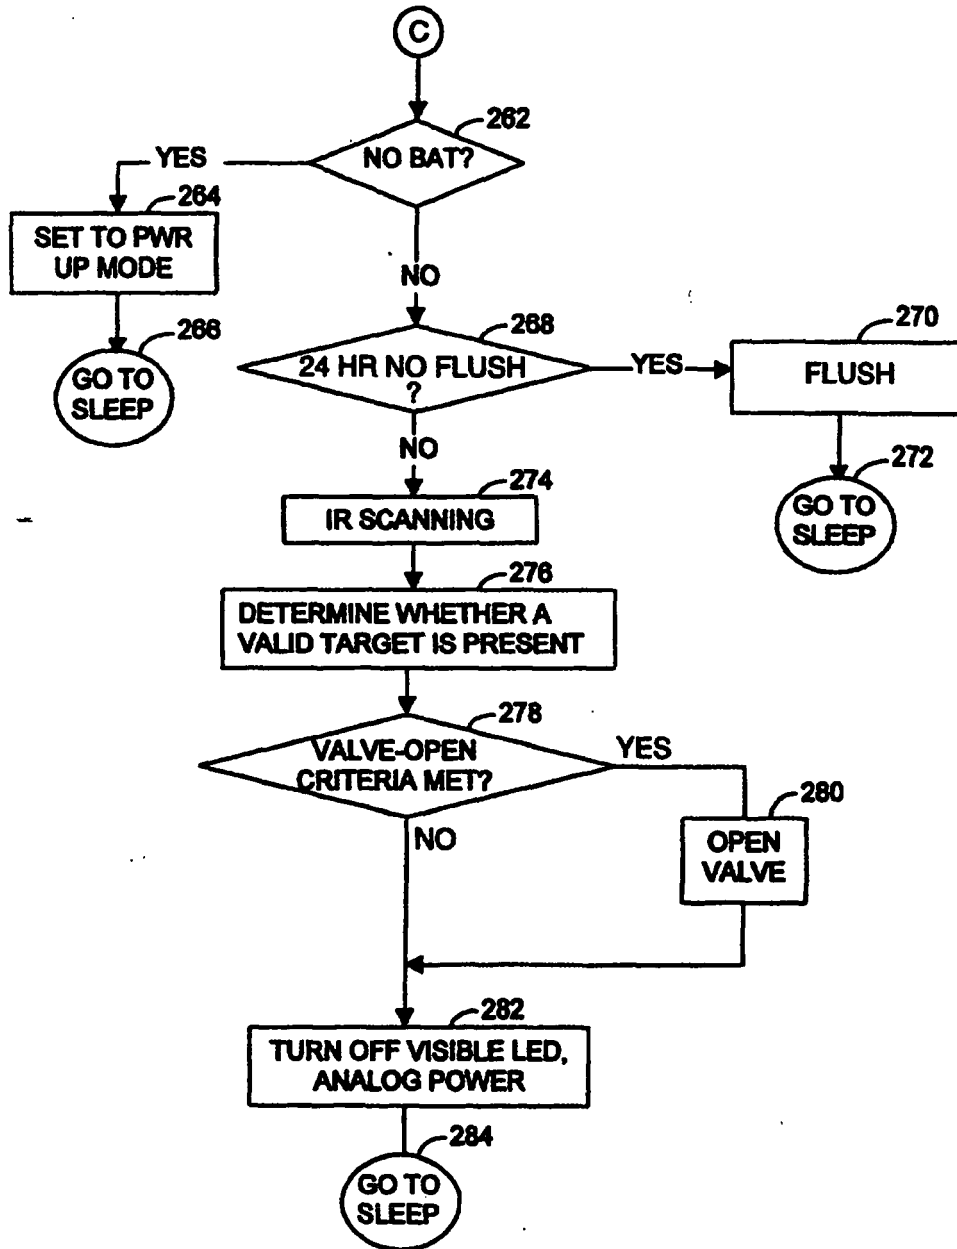 C
262
NO BAT?
YES
264
SET TO PWR
UP MODE
NO
266
GO TO
SLEEP
268
24 HR NO FLUSH
?
YES
270
FLUSH
NO
272
GO TO
SLEEP
274
IR SCANNING
276
DETERMINE WHETHER A
VALID TARGET IS PRESENT
278
VALVE-OPEN
CRITERIA MET?
YES
280
OPEN
VALVE
NO
282
TURN OFF VISIBLE LED,
ANALOG POWER
284
GO TO
SLEEP